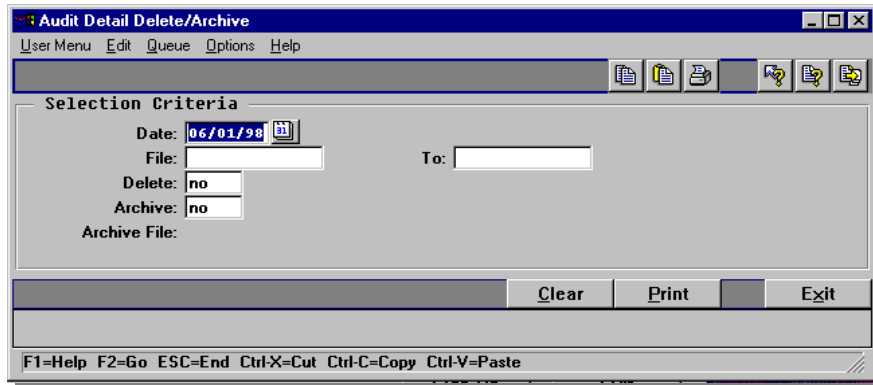 Audit Detail Delete/Archive
User Menu Edit Queue Options Help
Selection Criteria
Date: 06/01/98 31
File: To:
Delete: no
Archive: no
Archive File:
Clear Print Exit
F1=Help F2=Go ESC=End Ctrl-X=Cut Ctrl-C=Copy Ctrl-V=Paste